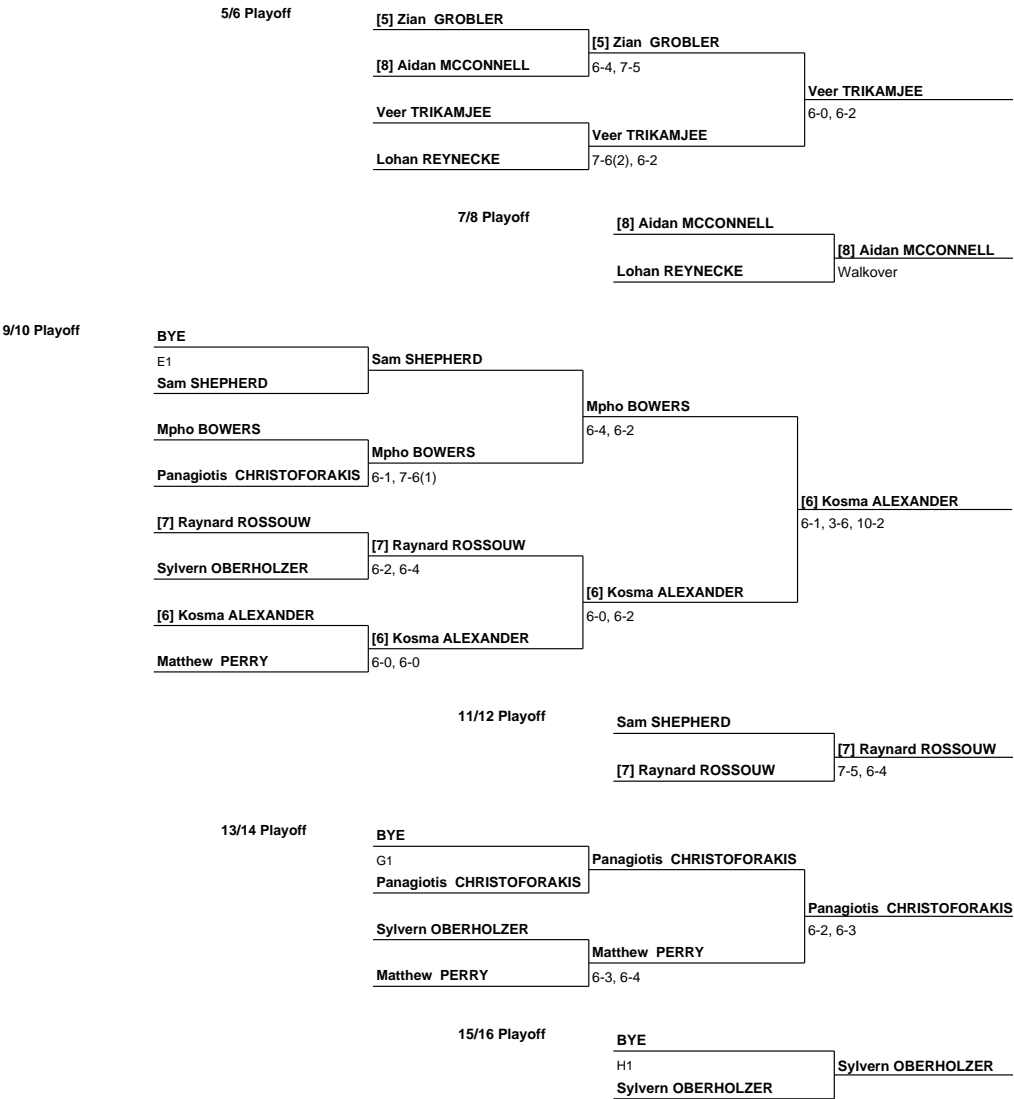 5/6 Playoff
[5] Zian GROBLER
[5] Zian GROBLER
[8] Aidan MCCONNELL
6-4, 7-5
Veer TRIKAMJEE
Veer TRIKAMJEE
6-0, 6-2
Veer TRIKAMJEE
Lohan REYNECKE
7-6(2), 6-2
7/8 Playoff
[8] Aidan MCCONNELL
[8] Aidan MCCONNELL
Lohan REYNECKE
Walkover
9/10 Playoff
BYE
E1
Sam SHEPHERD
Sam SHEPHERD
Mpho BOWERS
Mpho BOWERS
6-4, 6-2
Mpho BOWERS
Panagiotis CHRISTOFORAKIS
6-1, 7-6(1)
[6] Kosma ALEXANDER
[7] Raynard ROSSOUW
6-1, 3-6, 10-2
[7] Raynard ROSSOUW
Sylvern OBERHOLZER
6-2, 6-4
[6] Kosma ALEXANDER
[6] Kosma ALEXANDER
6-0, 6-2
[6] Kosma ALEXANDER
Matthew PERRY
6-0, 6-0
11/12 Playoff
Sam SHEPHERD
[7] Raynard ROSSOUW
[7] Raynard ROSSOUW
7-5, 6-4
13/14 Playoff
BYE
G1
Panagiotis CHRISTOFORAKIS
Panagiotis CHRISTOFORAKIS
Panagiotis CHRISTOFORAKIS
Sylvern OBERHOLZER
6-2, 6-3
Matthew PERRY
Matthew PERRY
6-3, 6-4
15/16 Playoff
BYE
H1
Sylvern OBERHOLZER
Sylvern OBERHOLZER